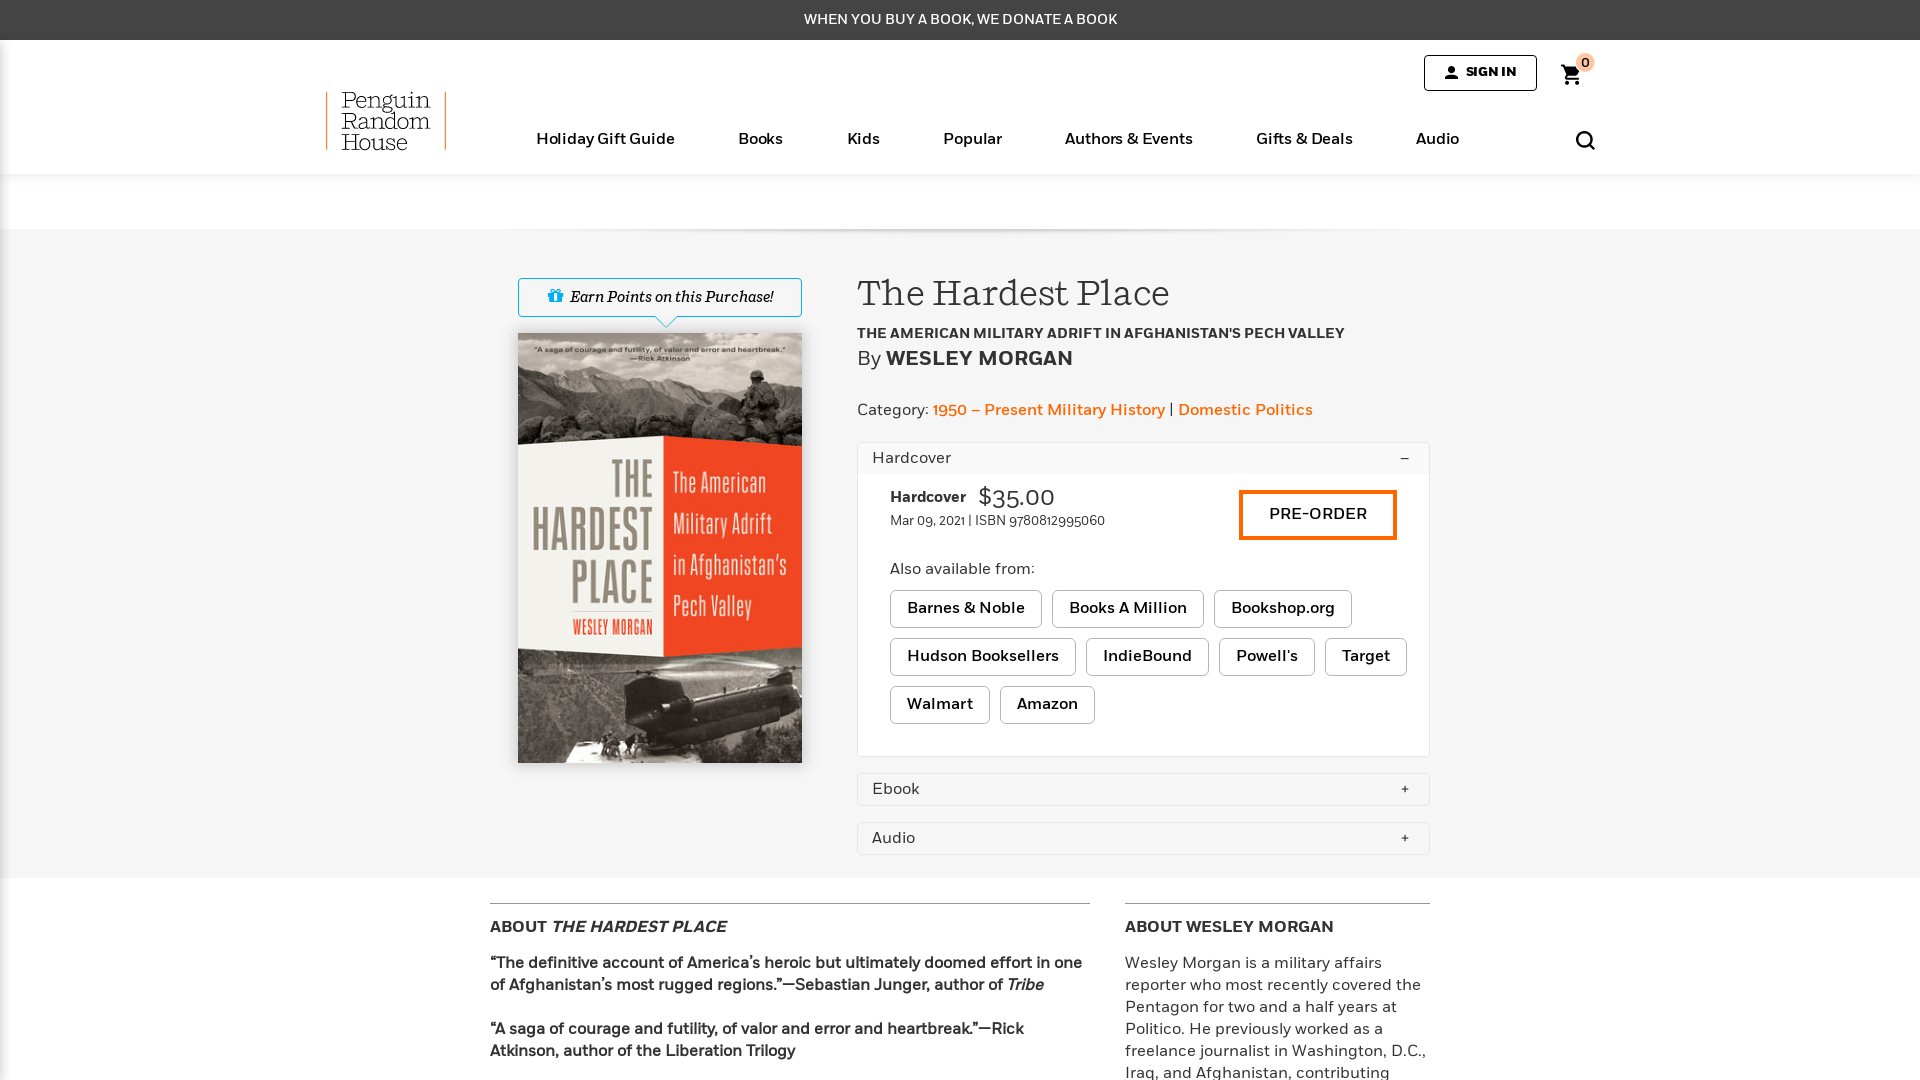 WHEN YOU BUY A BOOK, WE DONATE A BOOK
SIGN IN
0
Penguin
Random
House
Holiday Gift Guide
Books
Kids
Popular
Authors & Events
Gifts & Deals
Audio
Earn Points on this Purchase!
"A saga of courage and futility, of valor and error and heartbreak."
—Rick Atkinson
THE
HARDEST
PLACE
WESLEY MORGAN
The American
Military Adrift
in Afghanistan's
Pech Valley
The Hardest Place
THE AMERICAN MILITARY ADRIFT IN AFGHANISTAN'S PECH VALLEY
By WESLEY MORGAN
Category: 1950 – Present Military History | Domestic Politics
Hardcover –
Hardcover $35.00
Mar 09, 2021 | ISBN 9780812995060
PRE-ORDER
Also available from:
Barnes & Noble
Books A Million
Bookshop.org
Hudson Booksellers
IndieBound
Powell's
Target
Walmart
Amazon
Ebook +
Audio +
ABOUT THE HARDEST PLACE
“The definitive account of America’s heroic but ultimately doomed effort in one
of Afghanistan’s most rugged regions.”—Sebastian Junger, author of Tribe
“A saga of courage and futility, of valor and error and heartbreak.”—Rick
Atkinson, author of the Liberation Trilogy
ABOUT WESLEY MORGAN
Wesley Morgan is a military affairs
reporter who most recently covered the
Pentagon for two and a half years at
Politico. He previously worked as a
freelance journalist in Washington, D.C.,
Iraq, and Afghanistan, contributing